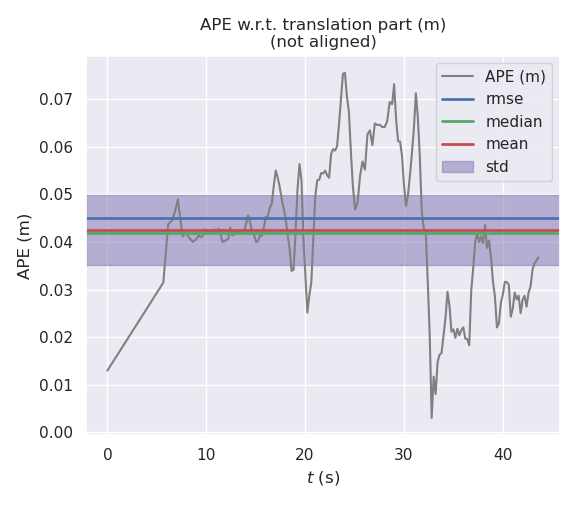 APE w.r.t. translation part (m)
(not aligned)
APE (m)
rmse
median
mean
std
APE (m)
0.07
0.06
0.05
0.04
0.03
0.02
0.01
0.00
0
10
20
30
40
t (s)